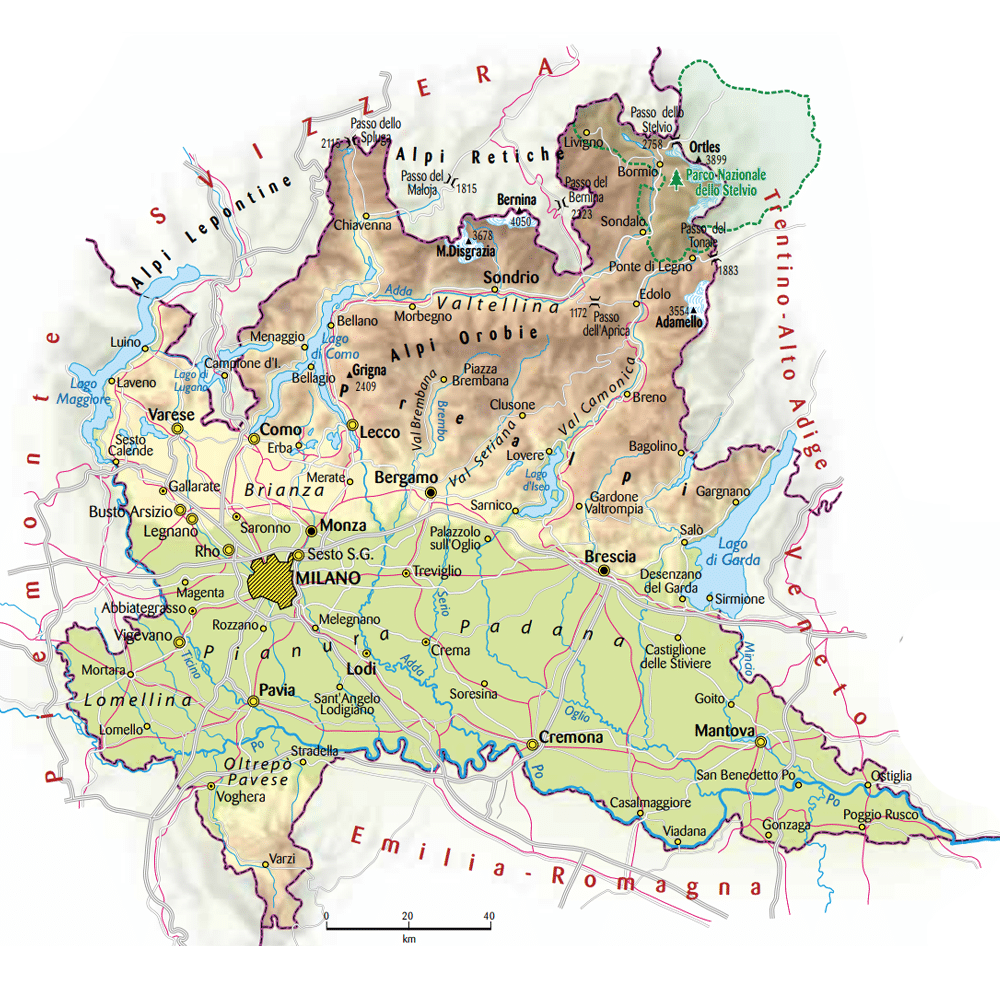 SVIZZERA
Passo dello
Spluga
2115
Alpi Retiche
Passo del
Maloja
1815
Passo dello
Stelvio
2758
Livigno
Ortles
3899
Bormio
Parco Nazionale
dello Stelvio
Passo del
Bernina
2323
Bernina
4050
Alpi Lepontine
Chiavenna
3678
M.Disgrazia
Sondalo
Passo del
Tonale
1883
Ponte di Legno
Trentino-Alto Adige
Sondrio
Adda
Valtellina
Morbegno
1172
Passo
dell'Aprica
Edolo
3554
Adamello
Bellano
Menaggio
Lago
di Como
Alpi Orobie
Luino
Campione d'I.
Lago di
Lugano
Bellagio
Grigna
2409
Piazza
Brembana
Val Brembana
Brembo
Lago
Maggiore
Laveno
Prealpi
Clusone
Val Camonica
Breno
Varese
Como
Erba
Lecco
Val Seriana
Lovere
Bagolino
Sesto
Calende
Merate
Bergamo
Lago
d'Iseo
Gallarate
Brianza
Sarnico
Gardone
Valtrompia
Gargnano
Busto Arsizio
Legnano
Saronno
Monza
Palazzolo
sull'Oglio
Salò
Lago
di Garda
Rho
Sesto S.G.
Brescia
MILANO
Treviglio
Desenzano
del Garda
Sirmione
Magenta
Serio
Abbiategrasso
Rozzano
Melegnano
Vigevano
Pianura Padana
Crema
Castiglione
delle Stiviere
Mincio
Veneto
Piemonte
Mortara
Ticino
Lodi
Adda
Lomellina
Pavia
Sant'Angelo
Lodigiano
Soresina
Oglio
Goito
Lomello
Po
Stradella
Cremona
Mantova
Oltrepò
Pavese
Voghera
Po
San Benedetto Po
Ostiglia
Po
Casalmaggiore
Viadana
Gonzaga
Poggio Rusco
Varzi
Emilia-Romagna
0
20
40
km